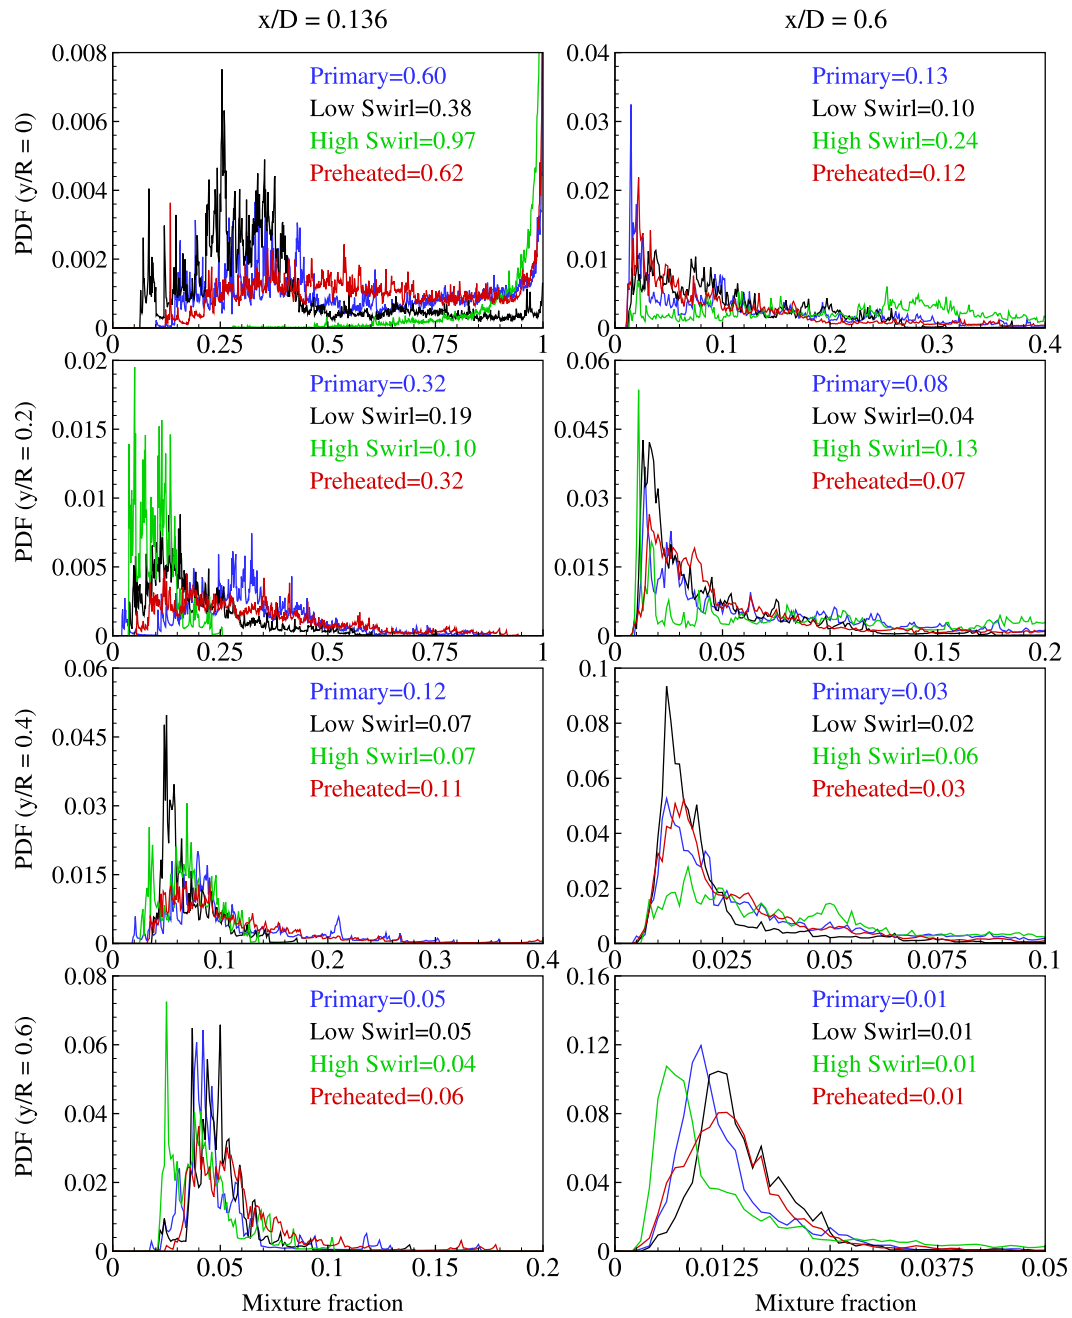 x/D = 0.136
x/D = 0.6
PDF (y/R = 0)
0.008
0.006
0.004
0.002
0
Primary=0.60
Low Swirl=0.38
High Swirl=0.97
Preheated=0.62
0.25
0.5
0.75
1
0.04
0.03
0.02
0.01
0
Primary=0.13
Low Swirl=0.10
High Swirl=0.24
Preheated=0.12
0
0.1
0.2
0.3
0.4
PDF (y/R = 0.2)
0.02
0.015
0.01
0.005
0
Primary=0.32
Low Swirl=0.19
High Swirl=0.10
Preheated=0.32
0
0.25
0.5
0.75
1
0.06
0.045
0.03
0.015
0
Primary=0.08
Low Swirl=0.04
High Swirl=0.13
Preheated=0.07
0
0.05
0.1
0.15
0.2
PDF (y/R = 0.4)
0.06
0.045
0.03
0.015
0
Primary=0.12
Low Swirl=0.07
High Swirl=0.07
Preheated=0.11
0
0.1
0.2
0.3
0.4
0.1
0.08
0.06
0.04
0.02
0
Primary=0.03
Low Swirl=0.02
High Swirl=0.06
Preheated=0.03
0
0.025
0.05
0.075
0.1
PDF (y/R = 0.6)
0.08
0.06
0.04
0.02
0
Primary=0.05
Low Swirl=0.05
High Swirl=0.04
Preheated=0.06
0
0.05
0.1
0.15
0.2
Mixture fraction
0.16
0.12
0.08
0.04
0
Primary=0.01
Low Swirl=0.01
High Swirl=0.01
Preheated=0.01
0
0.0125
0.025
0.0375
0.05
Mixture fraction